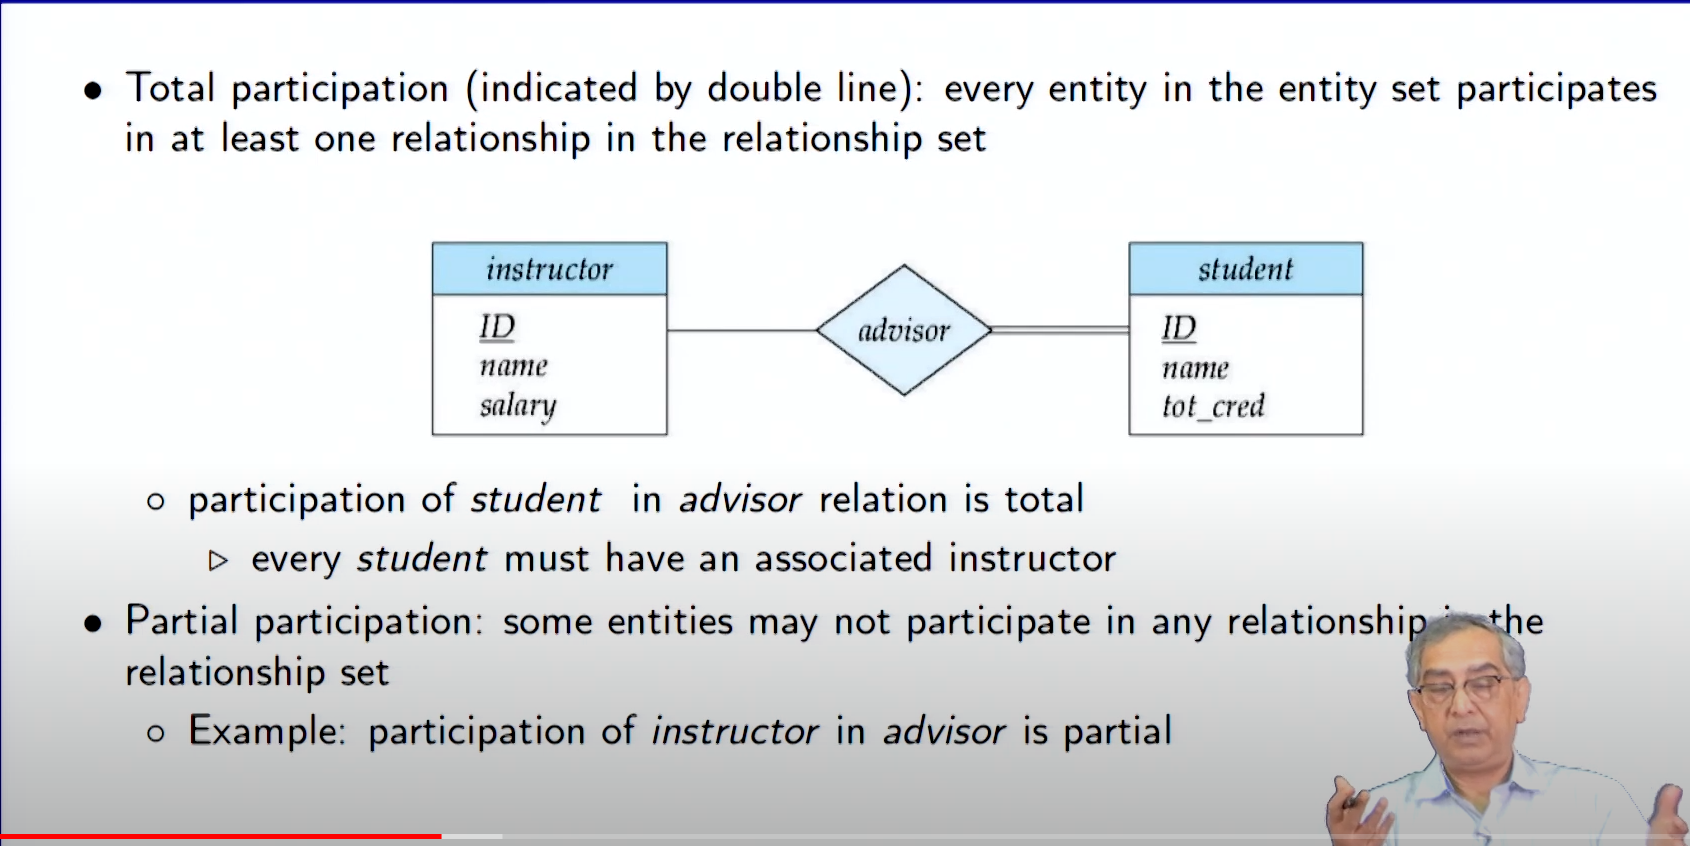 • Total participation (indicated by double line): every entity in the entity set participates
in at least one relationship in the relationship set
instructor
ID
name
salary
advisor
student
ID
name
tot_cred
○ participation of student in advisor relation is total
▷ every student must have an associated instructor
• Partial participation: some entities may not participate in any relationship the
relationship set
○ Example: participation of instructor in advisor is partial